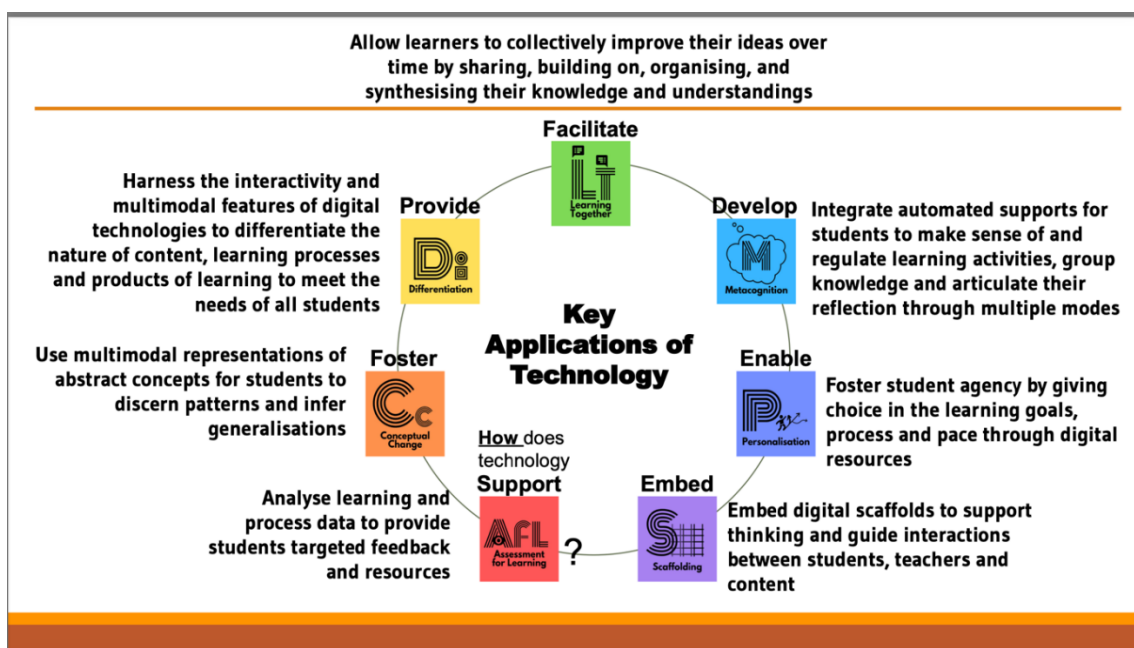 Allow learners to collectively improve their ideas over
time by sharing, building on, organising, and
synthesising their knowledge and understandings
Facilitate
Lt
Learning
Together
Develop
M
Metacognition
Integrate automated supports for
students to make sense of and
regulate learning activities, group
knowledge and articulate their
reflection through multiple modes
Enable
P
Personalisation
Foster student agency by giving
choice in the learning goals,
process and pace through digital
resources
Embed
S
Scaffolding
Embed digital scaffolds to support
thinking and guide interactions
between students, teachers and
content
How does
technology
Support
AfL
Assessment
for Learning
?
Analyse learning and
process data to provide
students targeted feedback
and resources
Foster
Cc
Conceptual
Change
Use multimodal representations of
abstract concepts for students to
discern patterns and infer
generalisations
Provide
Di
Differentiation
Harness the interactivity and
multimodal features of digital
technologies to differentiate the
nature of content, learning processes
and products of learning to meet the
needs of all students
Key
Applications of
Technology